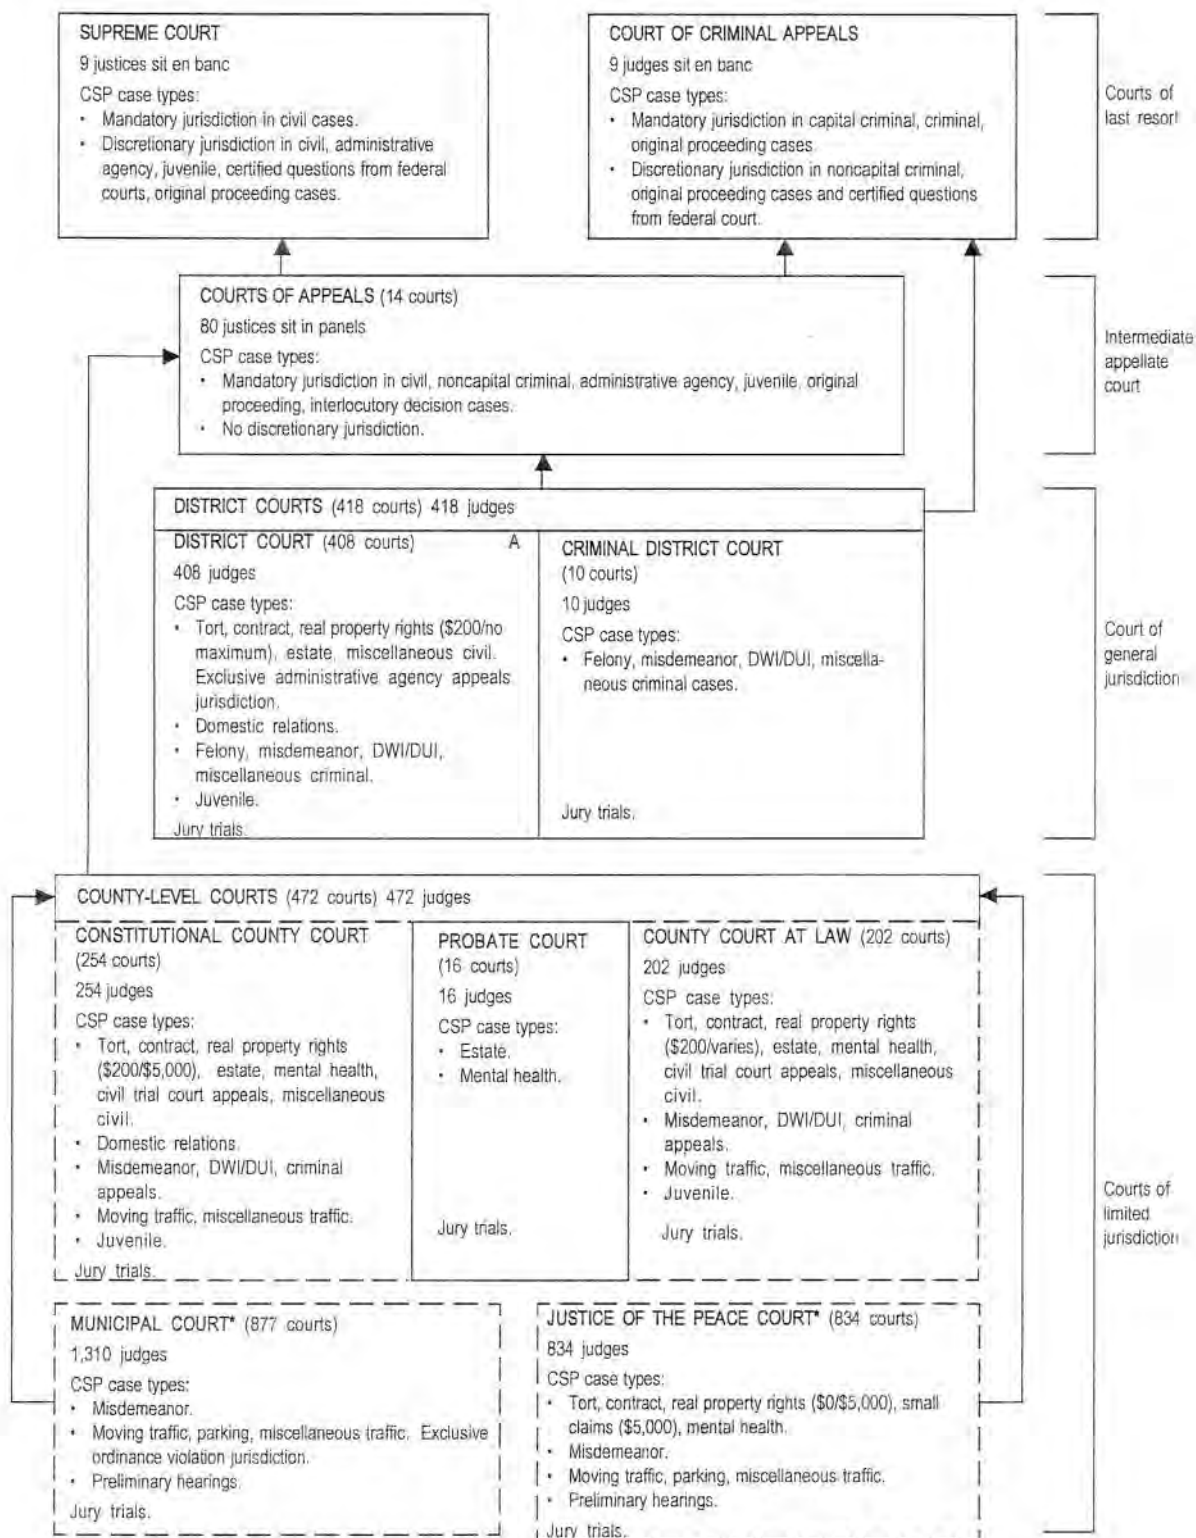 SUPREME COURT
9 justices sit en banc
CSP case types:
• Mandatory jurisdiction in civil cases.
• Discretionary jurisdiction in civil, administrative
agency, juvenile, certified questions from federal
courts, original proceeding cases.
COURT OF CRIMINAL APPEALS
9 judges sit en banc
CSP case types:
• Mandatory jurisdiction in capital criminal, criminal,
original proceeding cases
• Discretionary jurisdiction in noncapital criminal,
original proceeding cases and certified questions
from federal court.
Courts of
last resort
COURTS OF APPEALS (14 courts)
80 justices sit in panels
CSP case types:
• Mandatory jurisdiction in civil, noncapital criminal, administrative agency, juvenile, original
proceeding, interlocutory decision cases.
• No discretionary jurisdiction.
Intermediate
appellate
court
DISTRICT COURTS (418 courts) 418 judges
DISTRICT COURT (408 courts) A
408 judges
CSP case types:
• Tort, contract, real property rights ($200/no
maximum), estate, miscellaneous civil.
Exclusive administrative agency appeals
jurisdiction.
• Domestic relations.
• Felony, misdemeanor, DWI/DUI,
miscellaneous criminal.
• Juvenile.
Jury trials.
CRIMINAL DISTRICT COURT
(10 courts)
10 judges
CSP case types:
• Felony, misdemeanor, DWI/DUI, miscella-
neous criminal cases.
Jury trials.
Court of
general
jurisdiction
COUNTY-LEVEL COURTS (472 courts) 472 judges
CONSTITUTIONAL COUNTY COURT
(254 courts)
254 judges
CSP case types:
• Tort, contract, real property rights
($200/$5,000), estate, mental health,
civil trial court appeals, miscellaneous
civil.
• Domestic relations.
• Misdemeanor, DWI/DUI, criminal
appeals.
• Moving traffic, miscellaneous traffic.
• Juvenile.
Jury trials.
PROBATE COURT
(16 courts)
16 judges
CSP case types:
• Estate.
• Mental health.
Jury trials.
COUNTY COURT AT LAW (202 courts)
202 judges
CSP case types:
• Tort, contract, real property rights
($200/varies), estate, mental health,
civil trial court appeals, miscellaneous
civil.
• Misdemeanor, DWI/DUI, criminal
appeals.
• Moving traffic, miscellaneous traffic.
• Juvenile.
Jury trials.
Courts of
limited
jurisdiction
MUNICIPAL COURT* (877 courts)
1,310 judges
CSP case types:
• Misdemeanor.
• Moving traffic, parking, miscellaneous traffic. Exclusive
ordinance violation jurisdiction.
• Preliminary hearings.
Jury trials.
JUSTICE OF THE PEACE COURT* (834 courts)
834 judges
CSP case types:
• Tort, contract, real property rights ($0/$5,000), small
claims ($5,000), mental health.
• Misdemeanor.
• Moving traffic, parking, miscellaneous traffic.
• Preliminary hearings.
Jury trials.